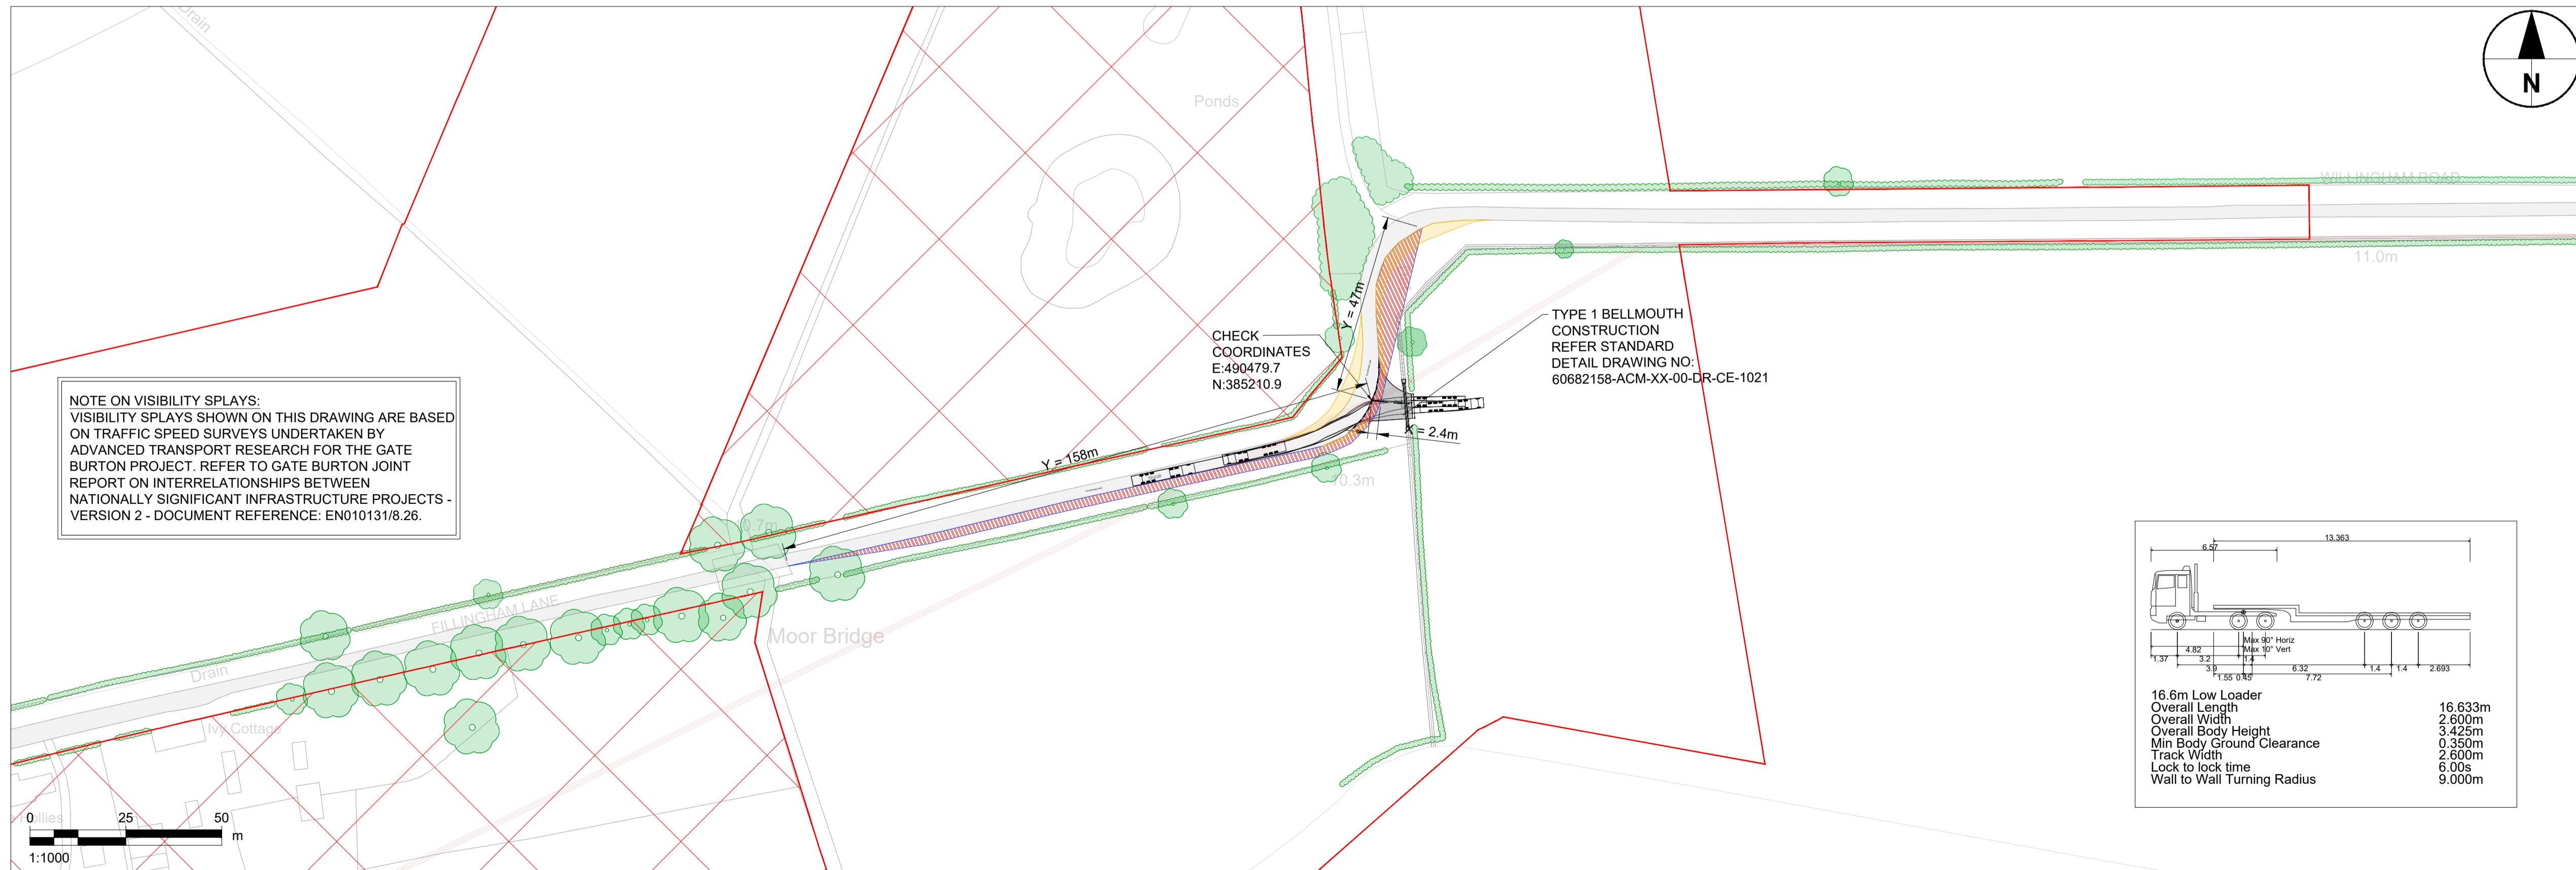 Drain
N
Ponds
WILLINGHAM ROAD
11.0m
Y = 47m
TYPE 1 BELLMOUTH
CONSTRUCTION
REFER STANDARD
DETAIL DRAWING NO:
60682158-ACM-XX-00-DR-CE-1021
CHECK
COORDINATES
E:490479.7
N:385210.9
NOTE ON VISIBILITY SPLAYS:
VISIBILITY SPLAYS SHOWN ON THIS DRAWING ARE BASED
ON TRAFFIC SPEED SURVEYS UNDERTAKEN BY
ADVANCED TRANSPORT RESEARCH FOR THE GATE
BURTON PROJECT. REFER TO GATE BURTON JOINT
REPORT ON INTERRELATIONSHIPS BETWEEN
NATIONALLY SIGNIFICANT INFRASTRUCTURE PROJECTS -
VERSION 2 - DOCUMENT REFERENCE: EN010131/8.26.
X = 2.4m
Y = 158m
10.3m
10.7m
FILLINGHAM LANE
Moor Bridge
Drain
Ivy Cottage
Hollies
0 25 50
m
1:1000
13.363
6.57
Max 90° Horiz
Max 10° Vert
4.82
1.37 3.2 1.4
3.9 6.32 1.4 1.4 2.693
1.55 0.45 7.72
16.6m Low Loader
Overall Length 16.633m
Overall Width 2.600m
Overall Body Height 3.425m
Min Body Ground Clearance 0.350m
Track Width 2.600m
Lock to lock time 6.00s
Wall to Wall Turning Radius 9.000m